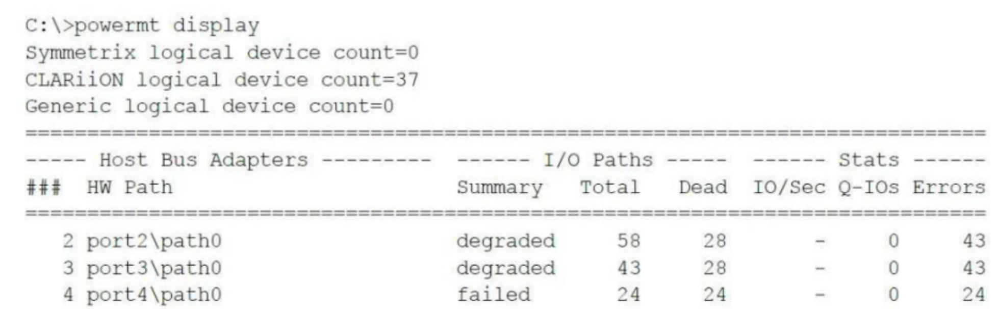 C:\>powermt display
Symmetrix logical device count=0
CLARiiON logical device count=37
Generic logical device count=0
==============================================================================
----- Host Bus Adapters --------- ------ I/O Paths ----- ------ Stats ------
### HW Path Summary Total Dead IO/Sec Q-IOs Errors
==============================================================================
2 port2\path0 degraded 58 28 - 0 43
3 port3\path0 degraded 43 28 - 0 43
4 port4\path0 failed 24 24 - 0 24